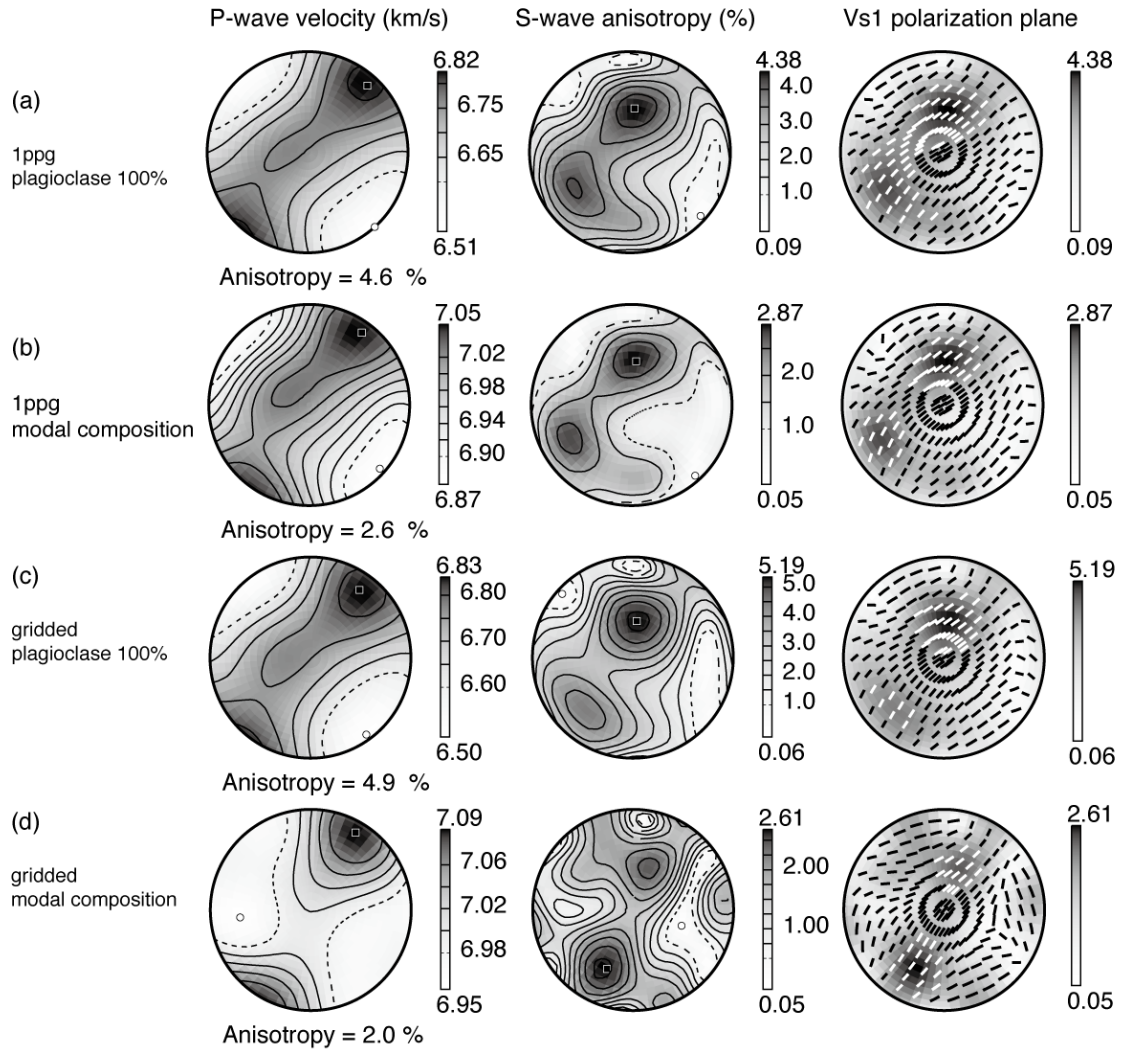 P-wave velocity (km/s) S-wave anisotropy (%) Vs1 polarization plane
(a)
1ppg
plagioclase 100%
6.82
6.75
6.65
6.51
Anisotropy = 4.6 %
4.38
4.0
3.0
2.0
1.0
0.09
4.38
0.09
(b)
1ppg
modal composition
7.05
7.02
6.98
6.94
6.90
6.87
Anisotropy = 2.6 %
2.87
2.0
1.0
0.05
2.87
0.05
(c)
gridded
plagioclase 100%
6.83
6.80
6.70
6.60
6.50
Anisotropy = 4.9 %
5.19
5.0
4.0
3.0
2.0
1.0
0.06
5.19
0.06
(d)
gridded
modal composition
7.09
7.06
7.02
6.98
6.95
Anisotropy = 2.0 %
2.61
2.00
1.00
0.05
2.61
0.05